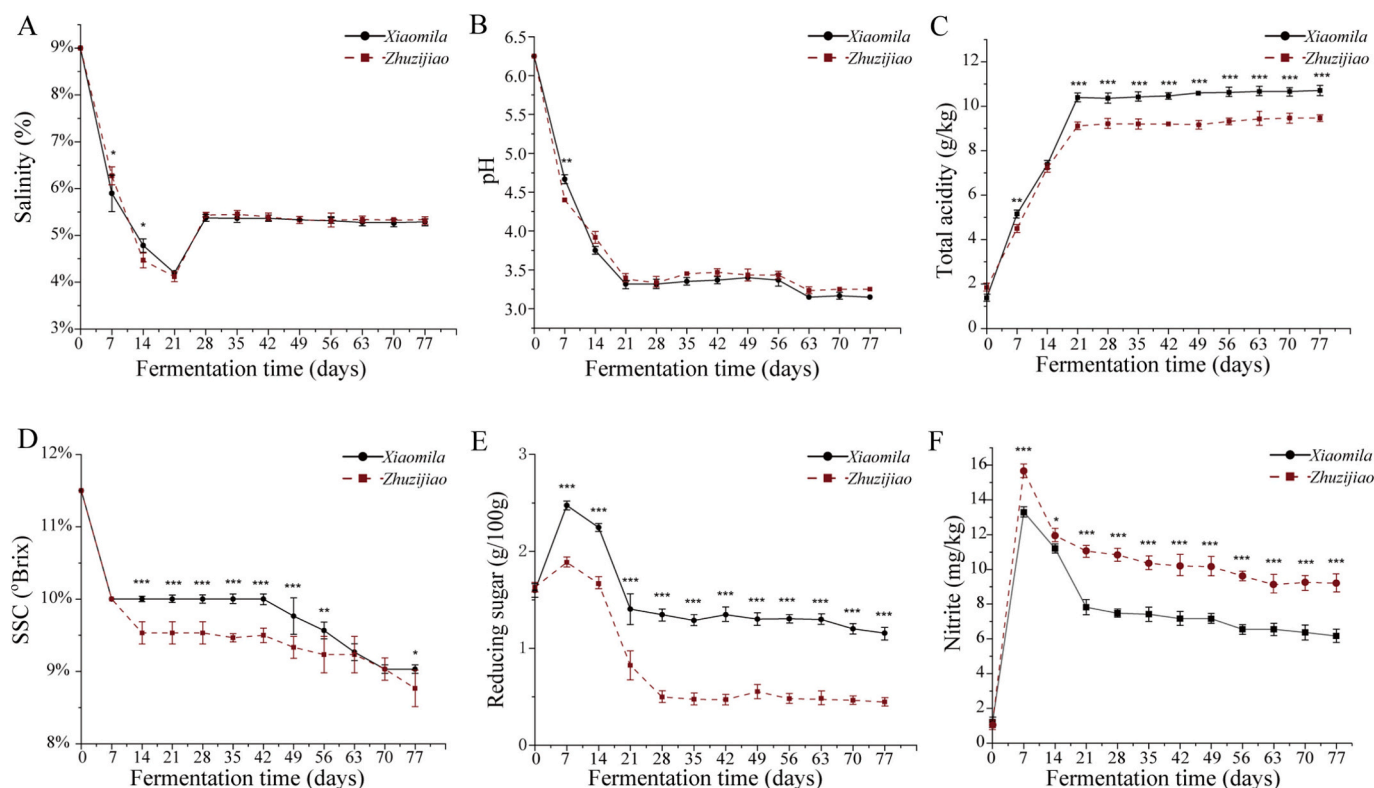 A
Xiaomila
Zhuzijiao
9%
8%
7%
6%
5%
4%
3%
Salinity (%)
*
*
0 7 14 21 28 35 42 49 56 63 70 77
Fermentation time (days)
B
Xiaomila
Zhuzijiao
6.5
6.0
5.5
5.0
4.5
4.0
3.5
3.0
pH
**
0 7 14 21 28 35 42 49 56 63 70 77
Fermentation time (days)
C
Xiaomila
Zhuzijiao
12
10
8
6
4
2
0
Total acidity (g/kg)
**
*** *** *** *** *** *** *** *** ***
0 7 14 21 28 35 42 49 56 63 70 77
Fermentation time (days)
D
Xiaomila
Zhuzijiao
12%
11%
10%
9%
8%
SSC (°Brix)
*** *** *** *** *** *** ** *
0 7 14 21 28 35 42 49 56 63 70 77
Fermentation time (days)
E
Xiaomila
Zhuzijiao
3
2
1
0
Reducing sugar (g/100g)
*** *** *** *** *** *** *** *** *** *** ***
0 7 14 21 28 35 42 49 56 63 70 77
Fermentation time (days)
F
Xiaomila
Zhuzijiao
16
14
12
10
8
6
4
2
0
Nitrite (mg/kg)
*** * *** *** *** *** *** *** *** *** ***
0 7 14 21 28 35 42 49 56 63 70 77
Fermentation time (days)